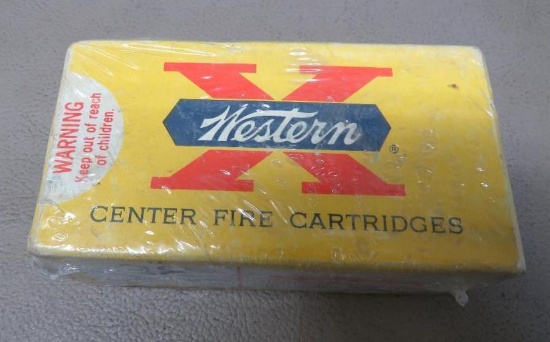 WARNING
Keep out of reach
of children.
X
Western
®
CENTER FIRE CARTRIDGES